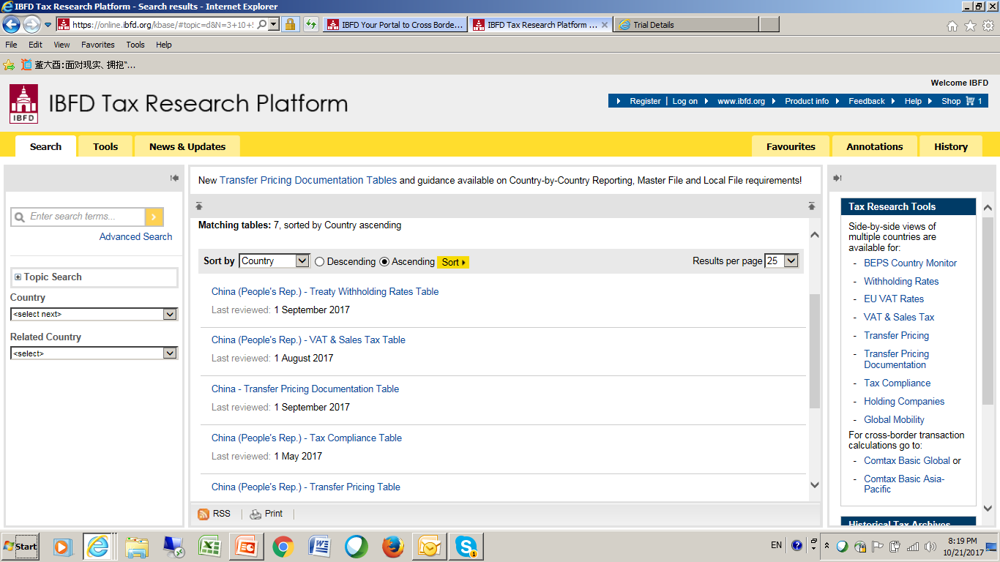 IBFD Tax Research Platform - Search results - Internet Explorer
https://online.ibfd.org/kbase/#topic=d&N=3+10+5
IBFD Your Portal to Cross Borde...
IBFD Tax Research Platform ...
Trial Details
File Edit View Favorites Tools Help
董大酉:面对现实、拥抱“...
Welcome IBFD
IBFD
IBFD Tax Research Platform
Register | Log on www.ibfd.org Product info Feedback Help Shop 1
Search Tools News & Updates Favourites Annotations History
New Transfer Pricing Documentation Tables and guidance available on Country-by-Country Reporting, Master File and Local File requirements!
Enter search terms...
Advanced Search
Topic Search
Country
<select next>
Related Country
<select>
Matching tables: 7, sorted by Country ascending
Sort by Country Descending Ascending Sort Results per page 25
China (People's Rep.) - Treaty Withholding Rates Table
Last reviewed: 1 September 2017
China (People's Rep.) - VAT & Sales Tax Table
Last reviewed: 1 August 2017
China - Transfer Pricing Documentation Table
Last reviewed: 1 September 2017
China (People's Rep.) - Tax Compliance Table
Last reviewed: 1 May 2017
China (People's Rep.) - Transfer Pricing Table
RSS | Print |
Tax Research Tools
Side-by-side views of
multiple countries are
available for:
- BEPS Country Monitor
- Withholding Rates
- EU VAT Rates
- VAT & Sales Tax
- Transfer Pricing
- Transfer Pricing
Documentation
- Tax Compliance
- Holding Companies
- Global Mobility
For cross-border transaction
calculations go to:
- Comtax Basic Global or
- Comtax Basic Asia-
Pacific
Historical Tax Archives
Start
EN
8:19 PM
10/21/2017